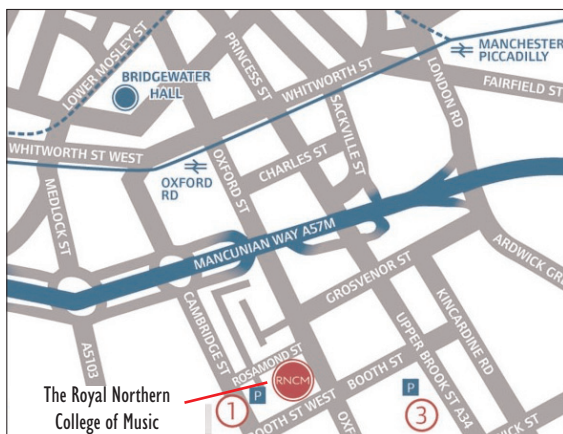 LOWER MOSLEY ST
PRINCESS ST
LONDON RD
MANCHESTER
PICCADILLY
BRIDGEWATER
HALL
WHITWORTH ST
FAIRFIELD ST
SACKVILLE ST
WHITWORTH ST WEST
OXFORD
RD
OXFORD ST
CHARLES ST
MEDLOCK ST
MANCUNIAN WAY A57M
ARDWICK GR
GROSVENOR ST
CAMBRIDGE ST
KINCARDINE RD
A5103
ROSAMOND ST
UPPER BROOK ST A34
BOOTH ST
RNCM
The Royal Northern
College of Music
P
P
1
3
OOTH ST WEST
OXF
ICK ST